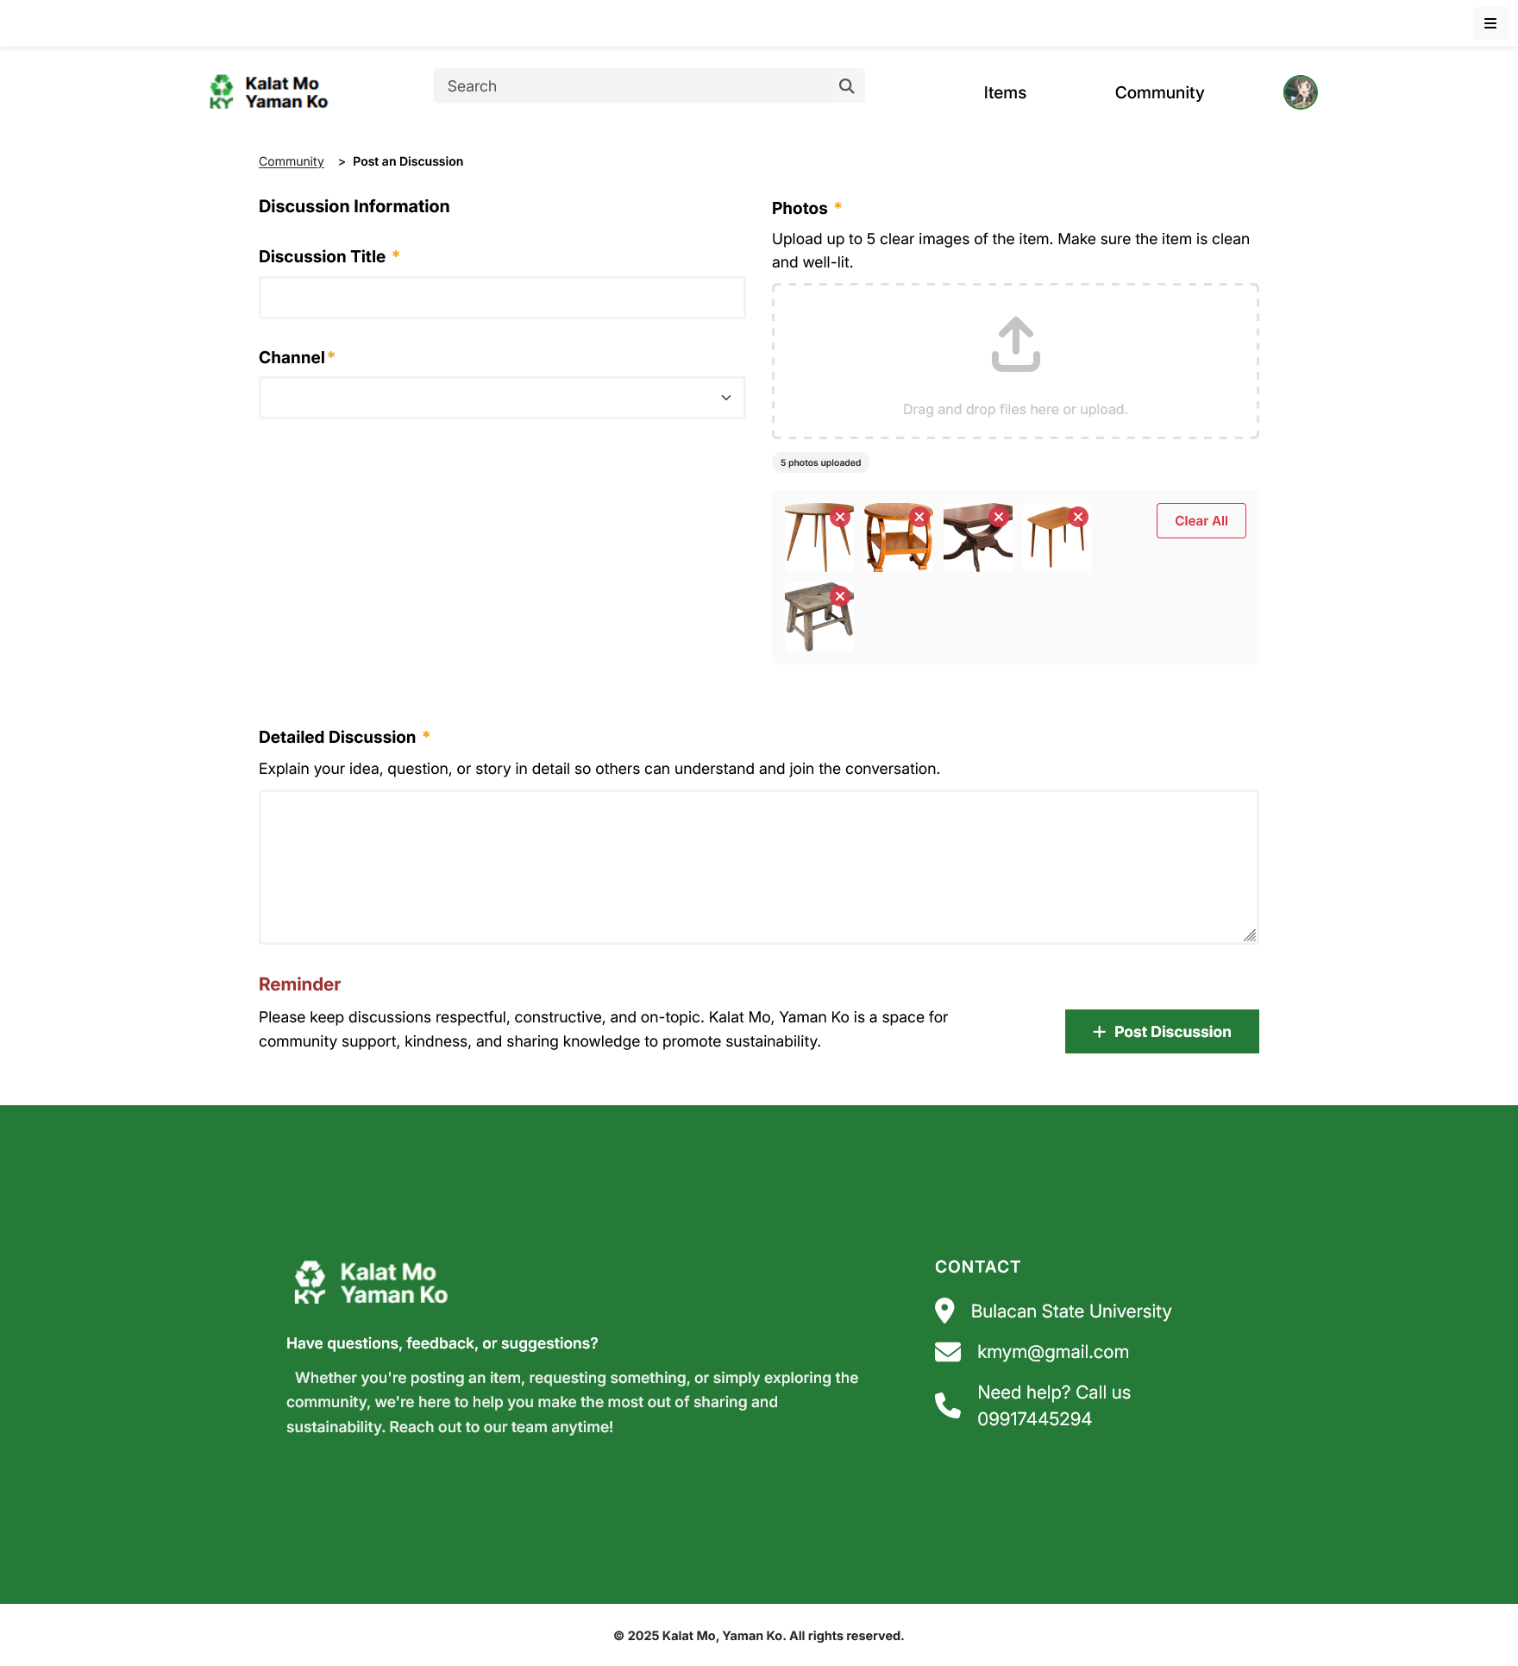 Kalat Mo
Yaman Ko
Search
Items
Community
Community > Post an Discussion
Discussion Information
Discussion Title *
Channel*
Photos *
Upload up to 5 clear images of the item. Make sure the item is clean
and well-lit.
Drag and drop files here or upload.
5 photos uploaded
Clear All
Detailed Discussion *
Explain your idea, question, or story in detail so others can understand and join the conversation.
Reminder
Please keep discussions respectful, constructive, and on-topic. Kalat Mo, Yaman Ko is a space for
community support, kindness, and sharing knowledge to promote sustainability.
+ Post Discussion
KY
Kalat Mo
Yaman Ko
Have questions, feedback, or suggestions?
Whether you're posting an item, requesting something, or simply exploring the
community, we're here to help you make the most out of sharing and
sustainability. Reach out to our team anytime!
CONTACT
Bulacan State University
kmym@gmail.com
Need help? Call us
09917445294
© 2025 Kalat Mo, Yaman Ko. All rights reserved.